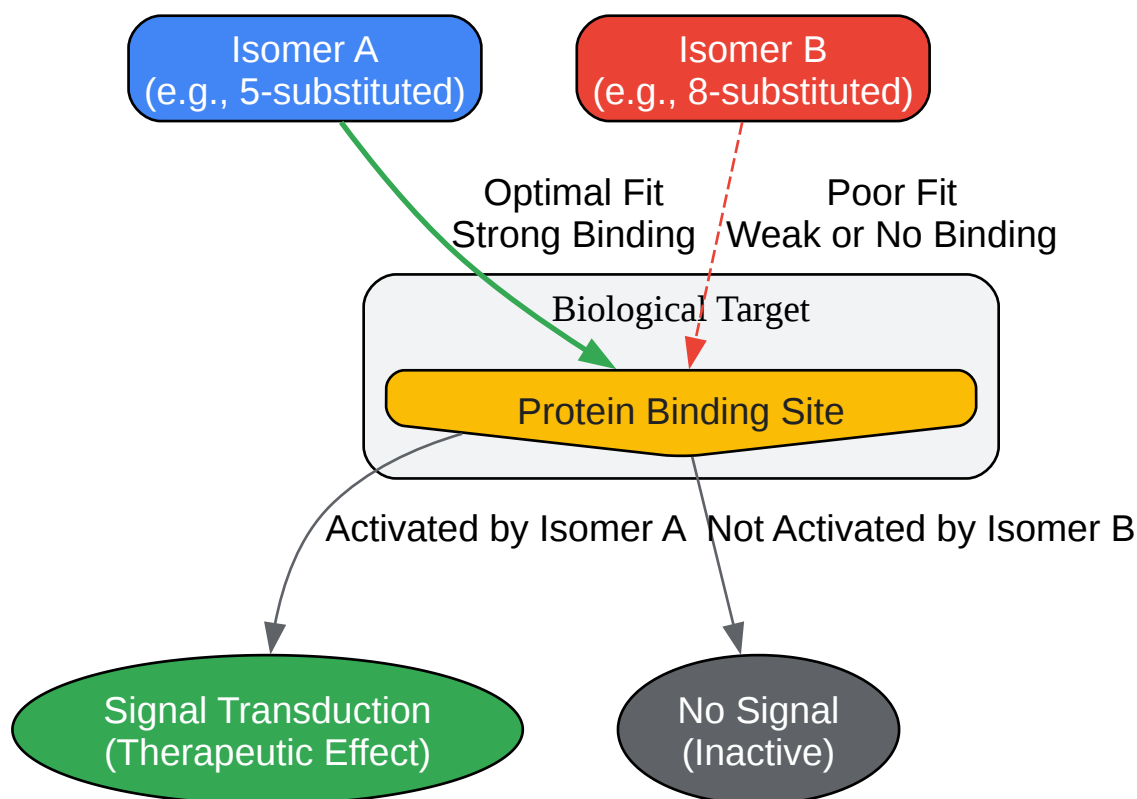 Isomer A
(e.g., 5-substituted)
Isomer B
(e.g., 8-substituted)
Optimal Fit
Strong Binding
Poor Fit
Weak or No Binding
Biological Target
Protein Binding Site
Activated by Isomer A
Not Activated by Isomer B
Signal Transduction
(Therapeutic Effect)
No Signal
(Inactive)